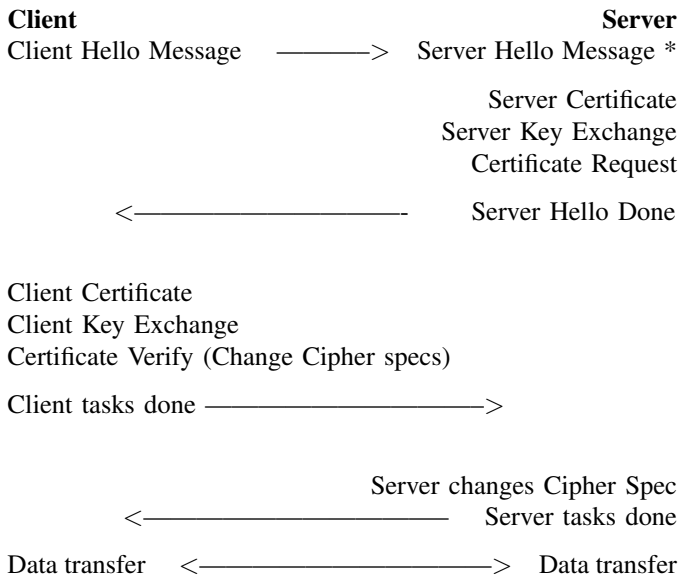 Client Server
Client Hello Message ———–> Server Hello Message *
Server Certificate
Server Key Exchange
Certificate Request
<——————————- Server Hello Done
Client Certificate
Client Key Exchange
Certificate Verify (Change Cipher specs)
Client tasks done ———————————>
Server changes Cipher Spec
<——————————— Server tasks done
Data transfer <———————————> Data transfer